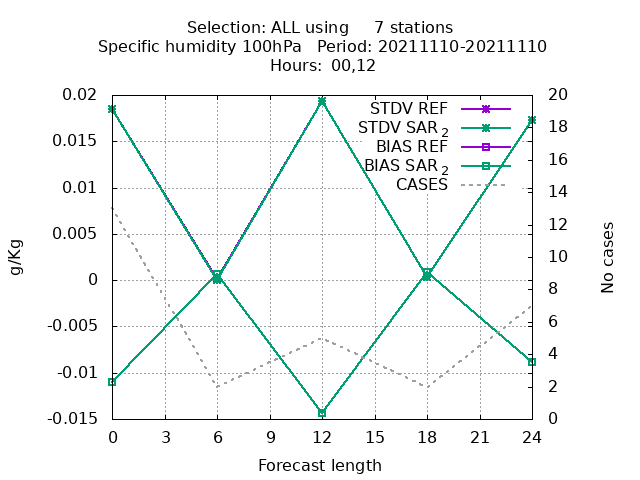 Selection: ALL using     7 stations
Specific humidity 100hPa   Period: 20211110-20211110
Hours:  00,12
STDV REF
STDV SAR 2
BIAS REF
BIAS SAR 2
CASES
0.02
0.015
0.01
0.005
0
-0.005
-0.01
-0.015
g/Kg
20
18
16
14
12
10
8
6
4
2
0
No cases
0 3 6 9 12 15 18 21 24
Forecast length